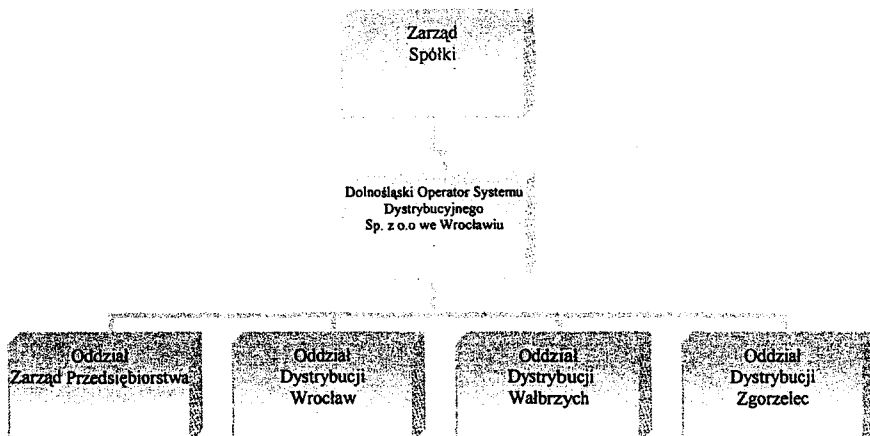 Zarząd
Spółki
Dolnośląski Operator Systemu
Dystrybucyjnego
Sp. z o.o we Wrocławiu
Oddział
Zarząd Przedsiębiorstwa
Oddział
Dystrybucji
Wrocław
Oddział
Dystrybucji
Wałbrzych
Oddział
Dystrybucji
Zgorzelec